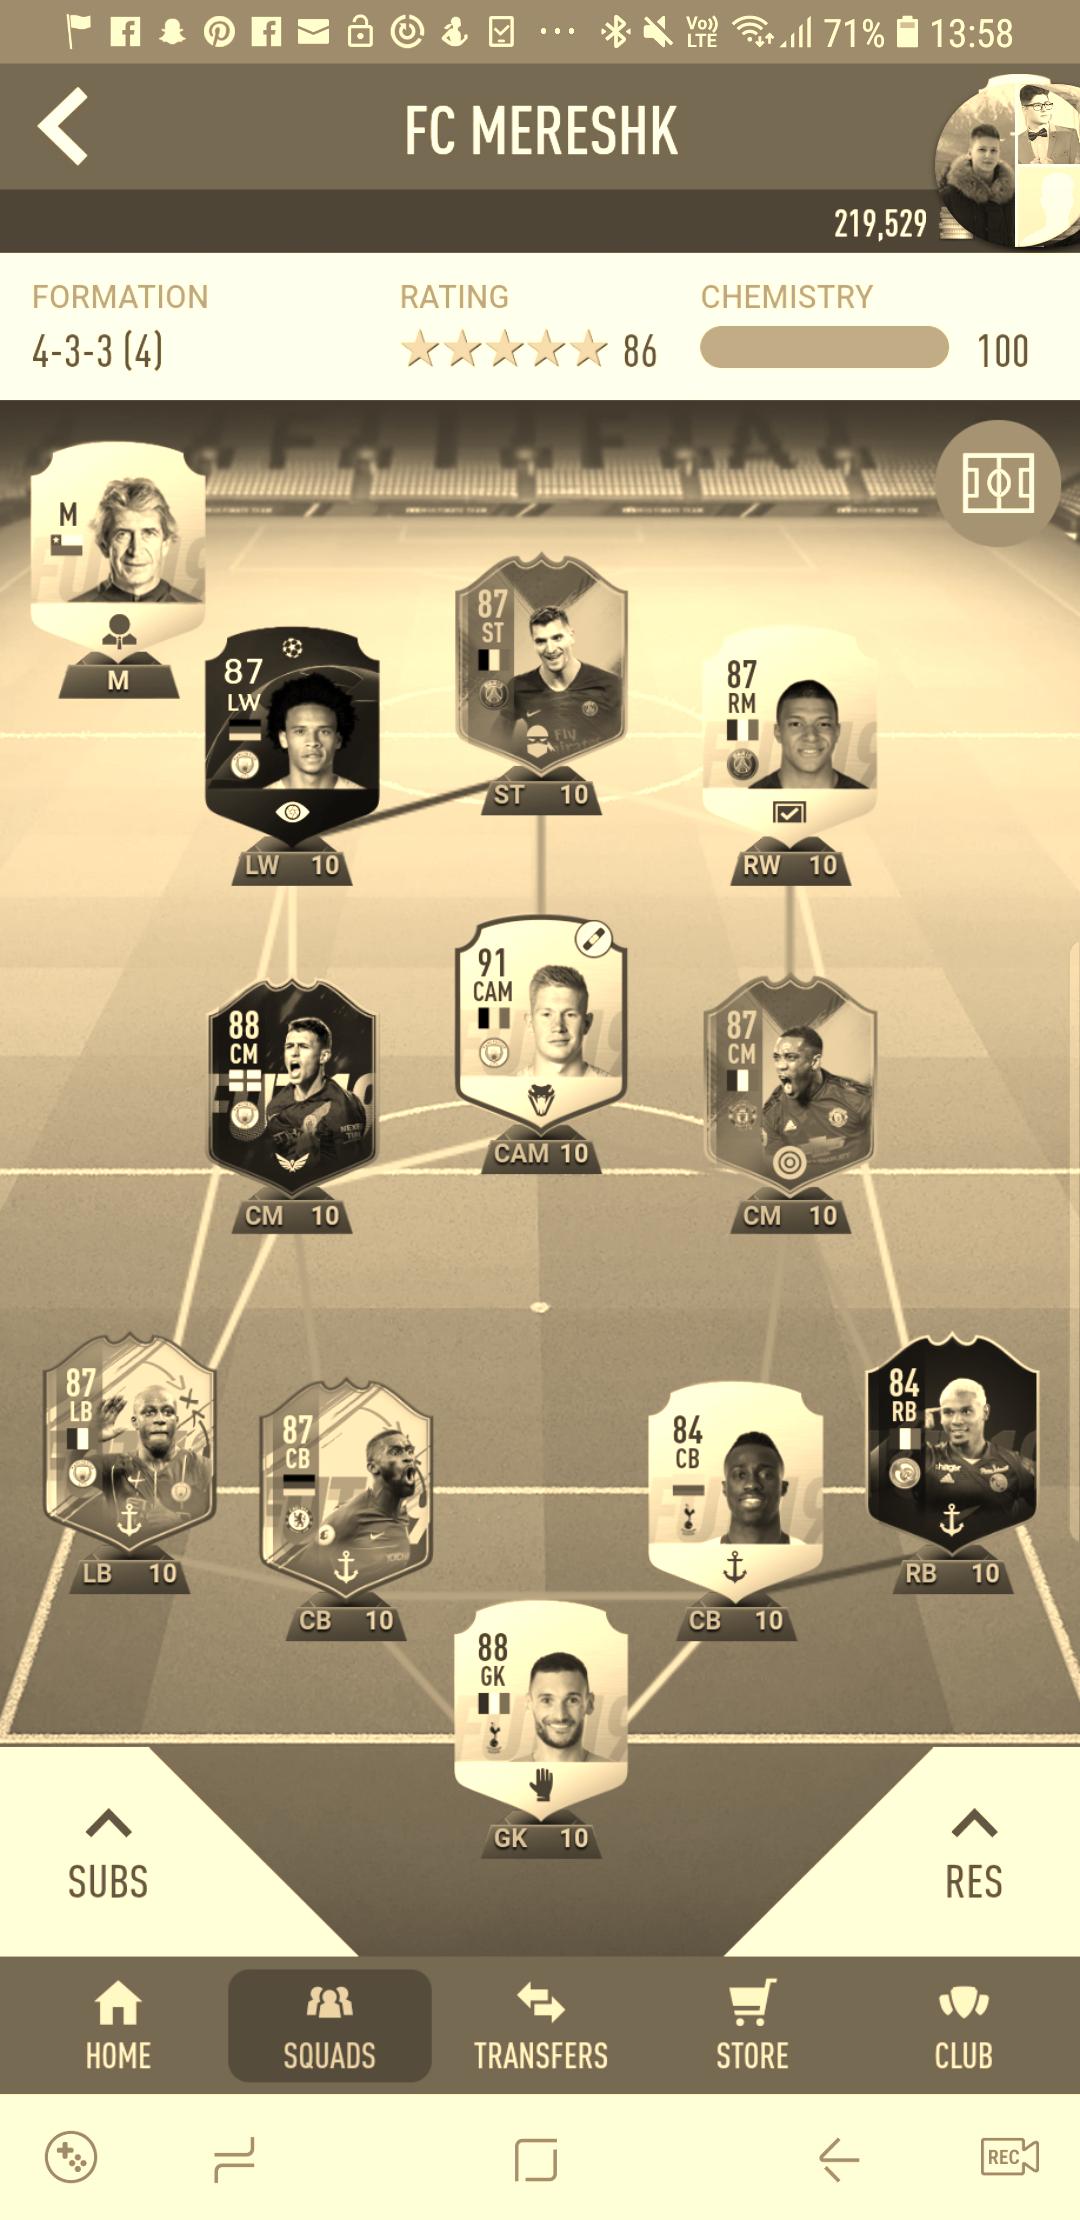 Vo)) LTE 71% 13:58
FC MERESHK
219,529
FORMATION RATING CHEMISTRY
4-3-3 (4) 86 100
M
M
87
ST
ST 10
87
LW
LW 10
87
RM
RW 10
91
CAM
CAM 10
88
CM
CM 10
87
CM
CM 10
87
LB
LB 10
87
CB
CB 10
84
CB
CB 10
84
RB
RB 10
88
GK
GK 10
SUBS
RES
HOME SQUADS TRANSFERS STORE CLUB
REC